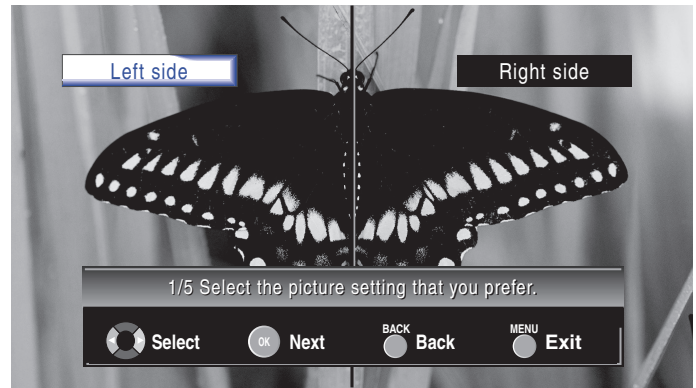 Left side
Right side
1/5 Select the picture setting that you prefer.
Select OK Next BACK Back MENU Exit